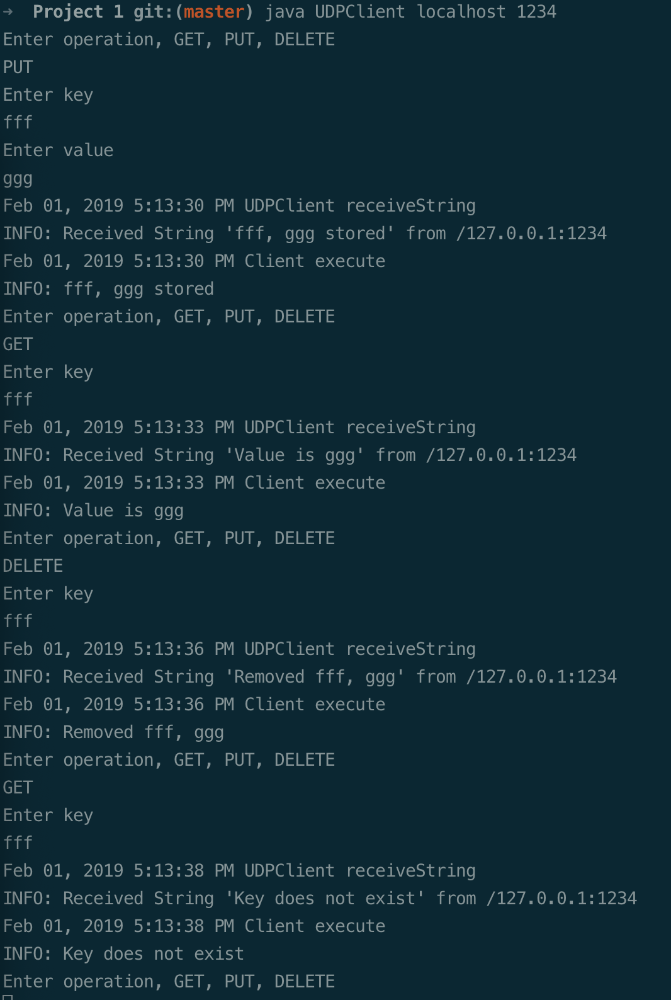 ➜  Project 1 git:(master) java UDPClient localhost 1234
Enter operation, GET, PUT, DELETE
PUT
Enter key
fff
Enter value
ggg
Feb 01, 2019 5:13:30 PM UDPClient receiveString
INFO: Received String 'fff, ggg stored' from /127.0.0.1:1234
Feb 01, 2019 5:13:30 PM Client execute
INFO: fff, ggg stored
Enter operation, GET, PUT, DELETE
GET
Enter key
fff
Feb 01, 2019 5:13:33 PM UDPClient receiveString
INFO: Received String 'Value is ggg' from /127.0.0.1:1234
Feb 01, 2019 5:13:33 PM Client execute
INFO: Value is ggg
Enter operation, GET, PUT, DELETE
DELETE
Enter key
fff
Feb 01, 2019 5:13:36 PM UDPClient receiveString
INFO: Received String 'Removed fff, ggg' from /127.0.0.1:1234
Feb 01, 2019 5:13:36 PM Client execute
INFO: Removed fff, ggg
Enter operation, GET, PUT, DELETE
GET
Enter key
fff
Feb 01, 2019 5:13:38 PM UDPClient receiveString
INFO: Received String 'Key does not exist' from /127.0.0.1:1234
Feb 01, 2019 5:13:38 PM Client execute
INFO: Key does not exist
Enter operation, GET, PUT, DELETE